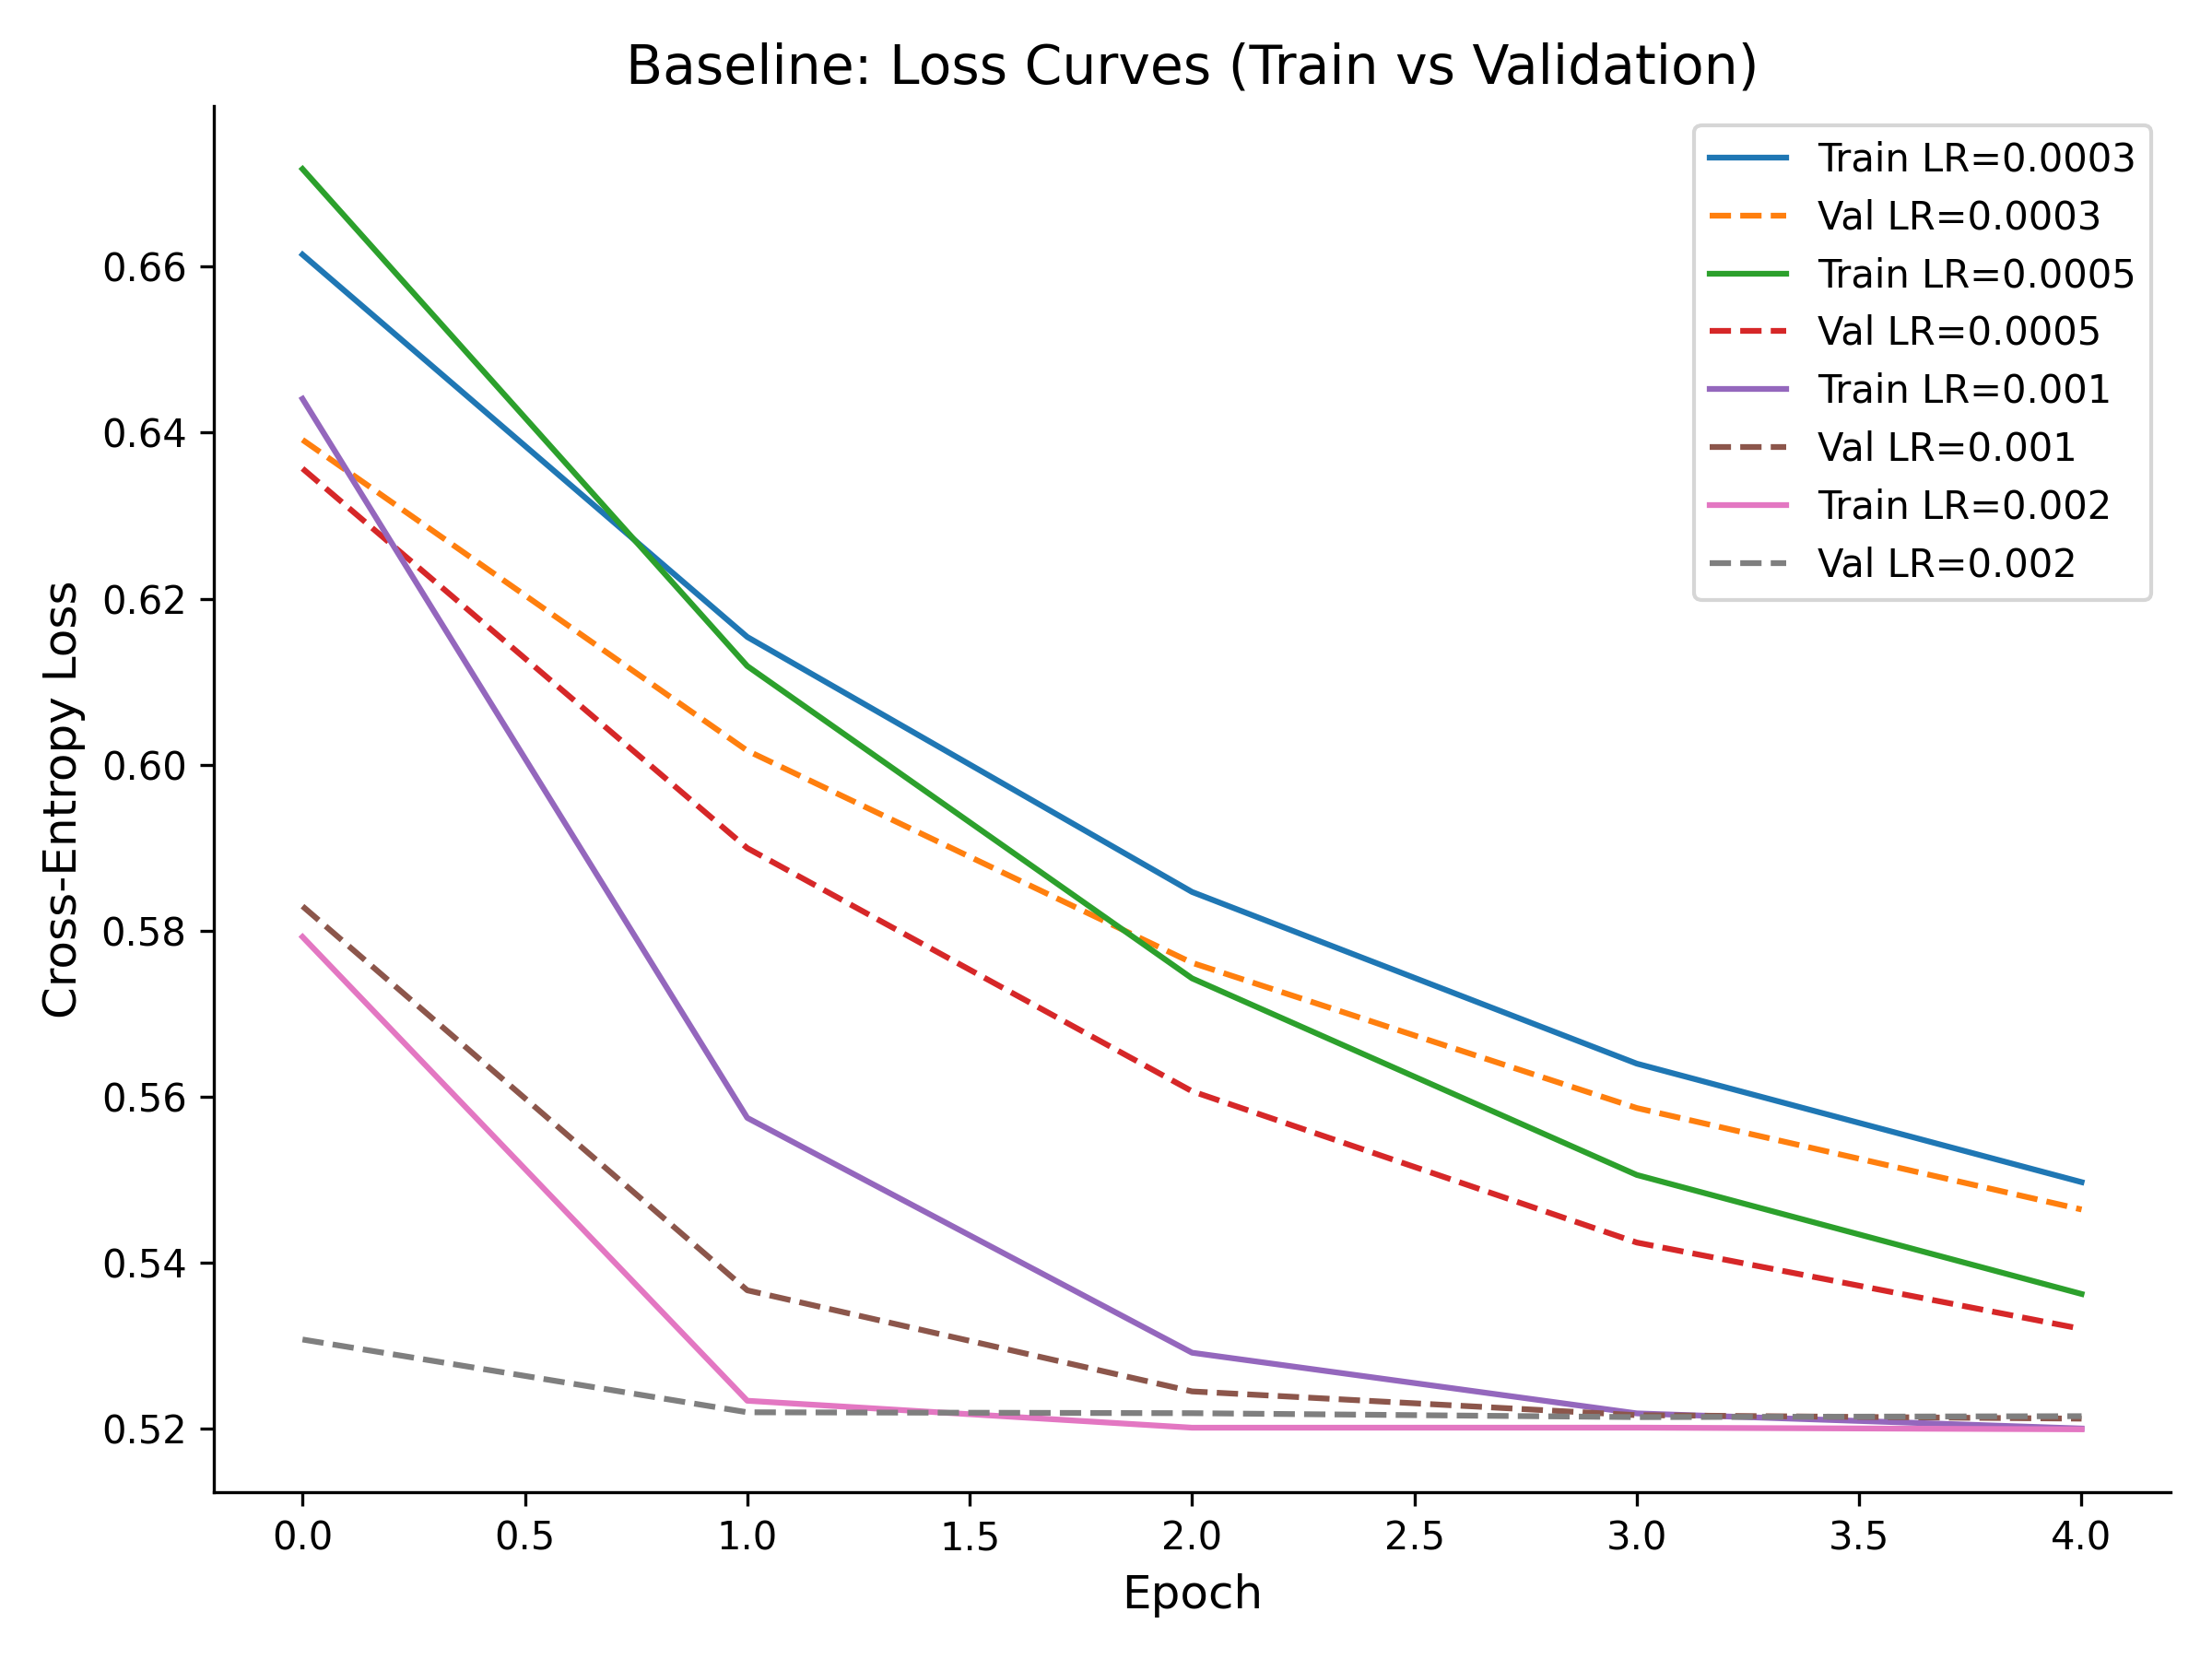 Baseline: Loss Curves (Train vs Validation)
Train LR=0.0003
Val LR=0.0003
Train LR=0.0005
Val LR=0.0005
Train LR=0.001
Val LR=0.001
Train LR=0.002
Val LR=0.002
Cross-Entropy Loss
0.66
0.64
0.62
0.60
0.58
0.56
0.54
0.52
0.0 0.5 1.0 1.5 2.0 2.5 3.0 3.5 4.0
Epoch